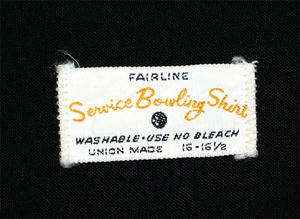 FAIRLINE
Service Bowling Shirt
WASHABLE • USE NO BLEACH
UNION MADE 16-16½